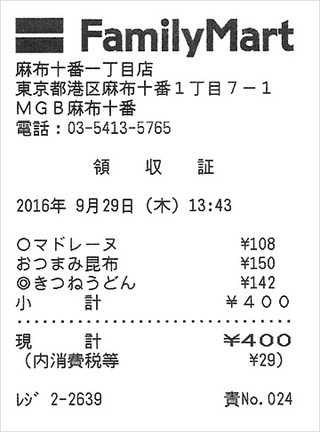 FamilyMart
麻布十番一丁目店
東京都港区麻布十番1丁目7-1
MGB麻布十番
電話：03-5413-5765
領　収　証
2016年 9月29日（木）13:43
○マドレーヌ ¥108
おつまみ昆布 ¥150
◎きつねうどん ¥142
小　計 ¥400
現　計 ¥400
（内消費税等 ¥29）
ﾚｼﾞ 2-2639 責No.024